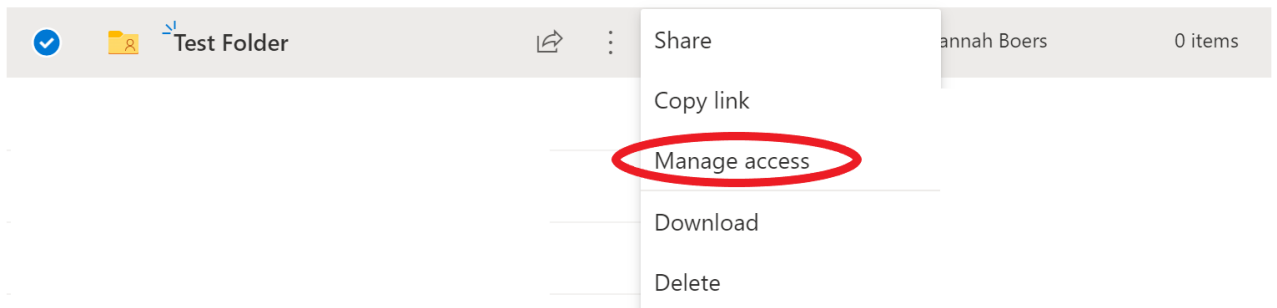 Test Folder
Share
annah Boers
0 items
Copy link
Manage access
Download
Delete